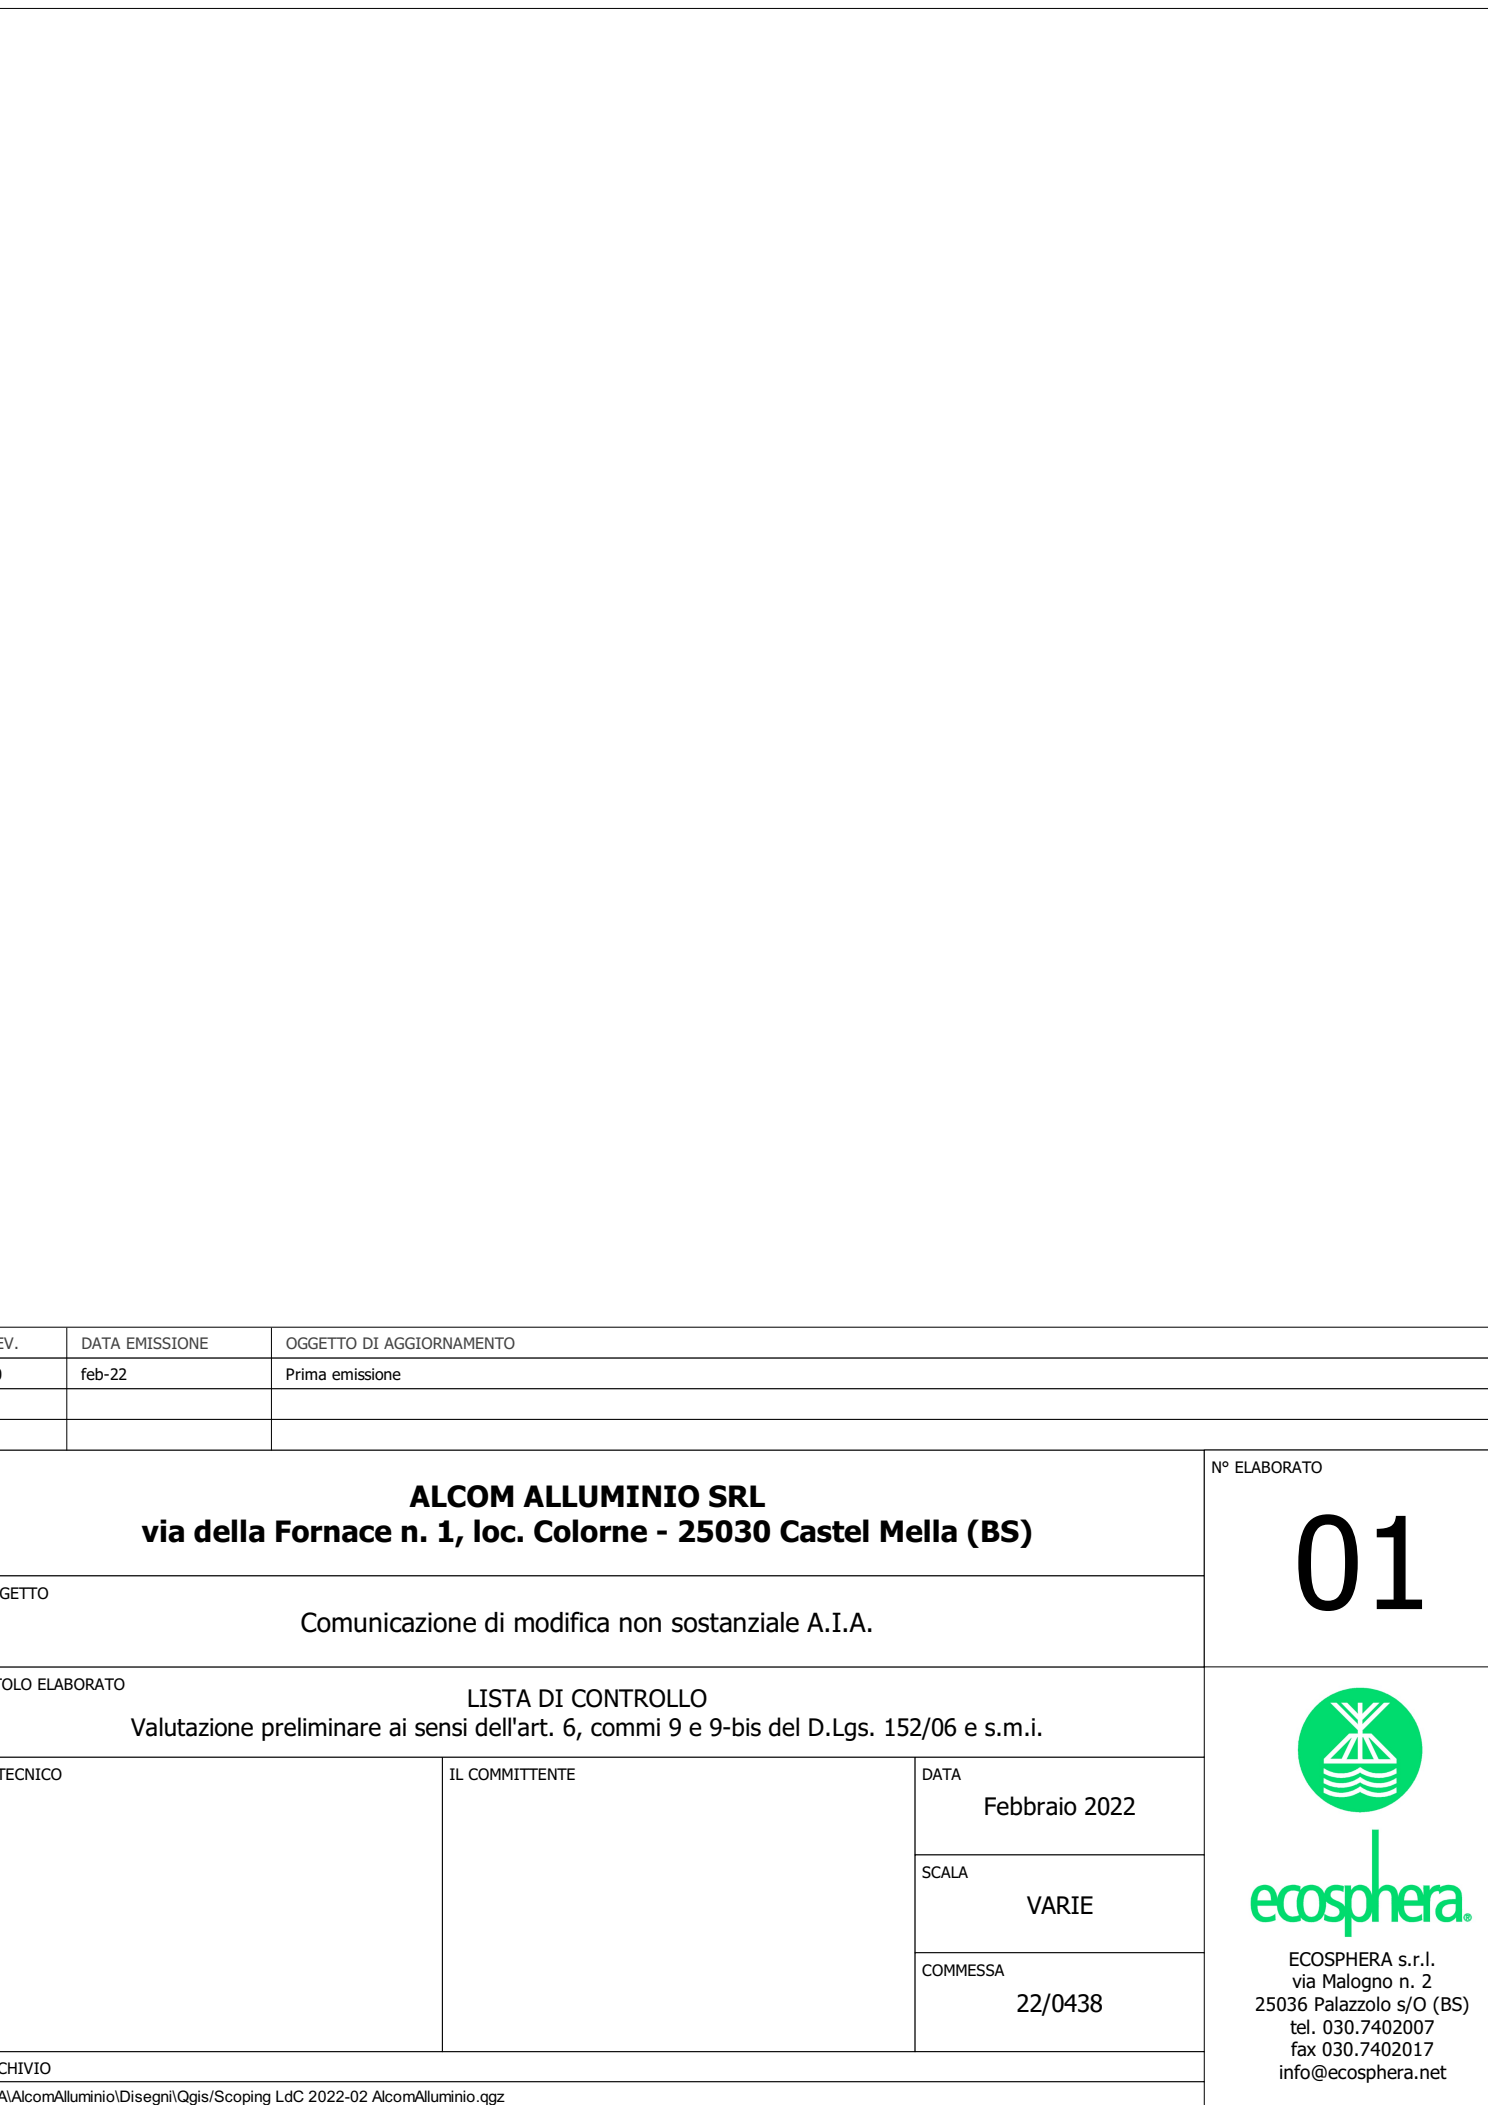 EV.
DATA EMISSIONE
OGGETTO DI AGGIORNAMENTO
feb-22
Prima emissione
ALCOM ALLUMINIO SRL
via della Fornace n. 1, loc. Colorne - 25030 Castel Mella (BS)
N° ELABORATO
01
GETTO
Comunicazione di modifica non sostanziale A.I.A.
TOLO ELABORATO
LISTA DI CONTROLLO
Valutazione preliminare ai sensi dell'art. 6, commi 9 e 9-bis del D.Lgs. 152/06 e s.m.i.
TECNICO
IL COMMITTENTE
DATA
Febbraio 2022
SCALA
VARIE
COMMESSA
22/0438
ecosphera®
ECOSPHERA s.r.l.
via Malogno n. 2
25036 Palazzolo s/O (BS)
tel. 030.7402007
fax 030.7402017
info@ecosphera.net
CHIVIO
A\AlcomAlluminio\Disegni\Qgis/Scoping LdC 2022-02 AlcomAlluminio.qgz